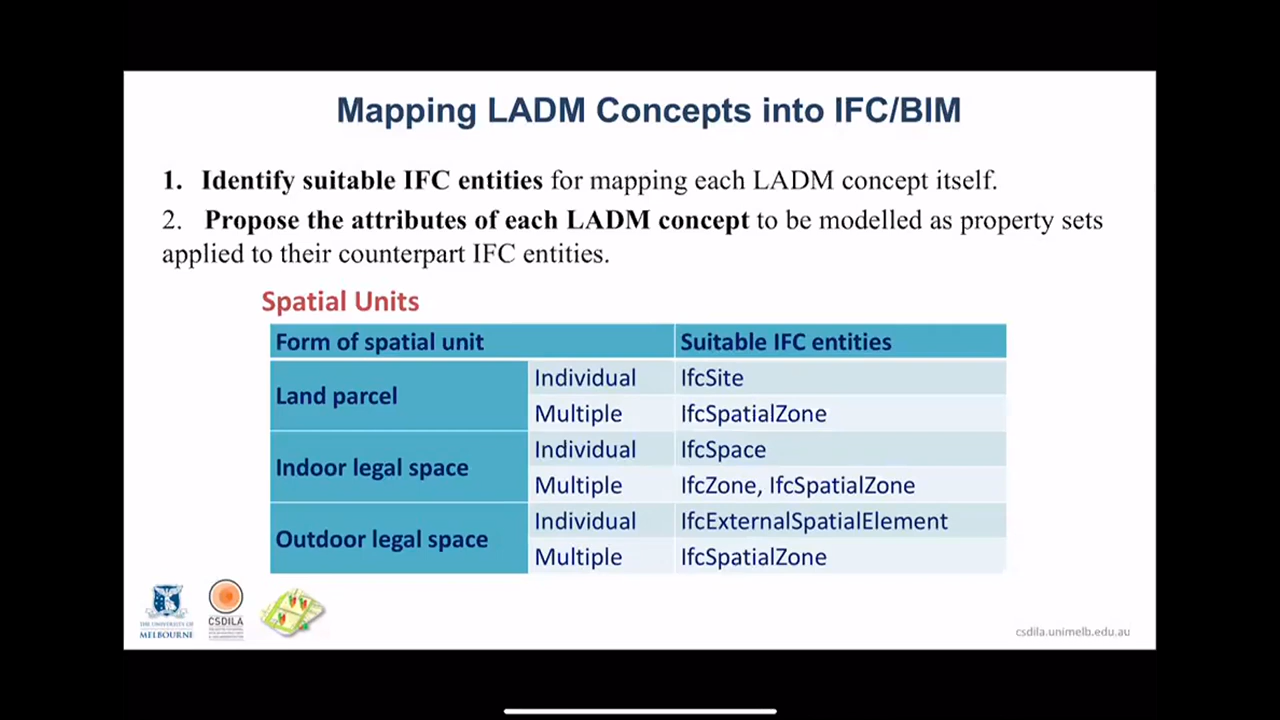 Mapping LADM Concepts into IFC/BIM
1. Identify suitable IFC entities for mapping each LADM concept itself.
2. Propose the attributes of each LADM concept to be modelled as property sets
applied to their counterpart IFC entities.
Spatial Units
Form of spatial unit Suitable IFC entities
Land parcel
Individual IfcSite
Multiple IfcSpatialZone
Indoor legal space
Individual IfcSpace
Multiple IfcZone, IfcSpatialZone
Outdoor legal space
Individual IfcExternalSpatialElement
Multiple IfcSpatialZone
THE UNIVERSITY OF
MELBOURNE
CSDILA
csdila.unimelb.edu.au